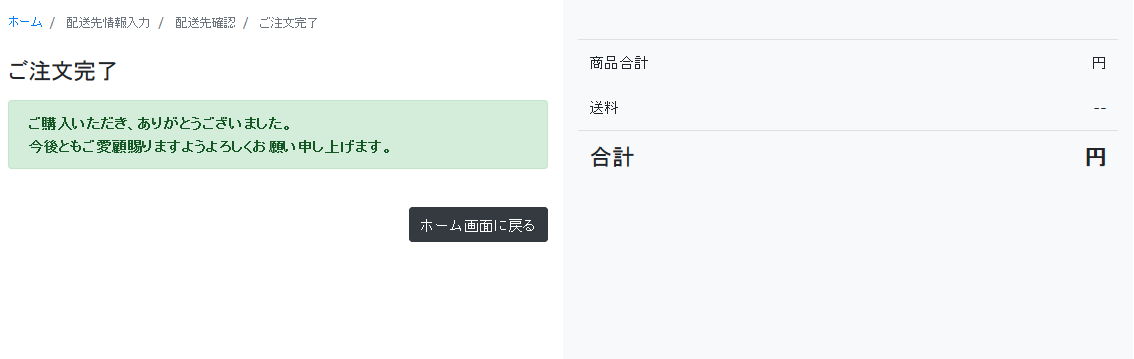 ホーム / 配送先情報入力 / 配送先確認 / ご注文完了
ご注文完了
ご購入いただき、ありがとうございました。
今後ともご愛顧賜りますようよろしくお願い申し上げます。
ホーム画面に戻る
商品合計 円
送料 --
合計 円